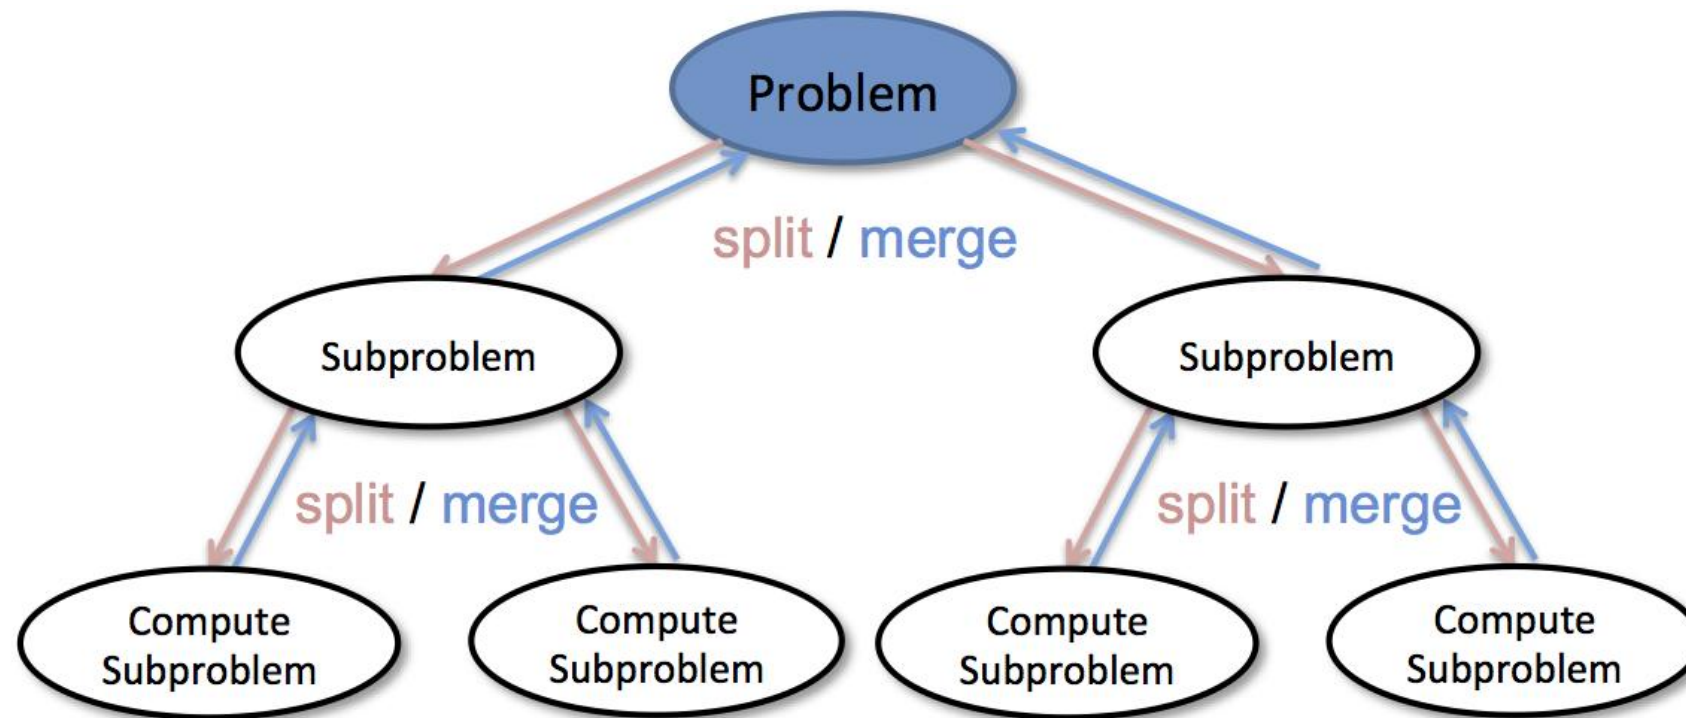 Problem
split / merge
Subproblem
Subproblem
split / merge
split / merge
Compute
Subproblem
Compute
Subproblem
Compute
Subproblem
Compute
Subproblem